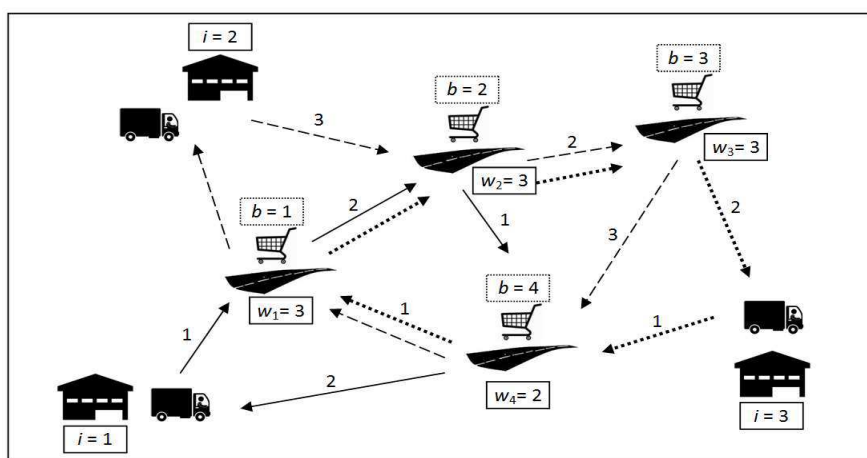 i = 2
b = 3
b = 2
3
2
w3= 3
w2= 3
b = 1
2
1
3
2
b = 4
1
1
w1= 3
1
2
w4= 2
i = 1
i = 3